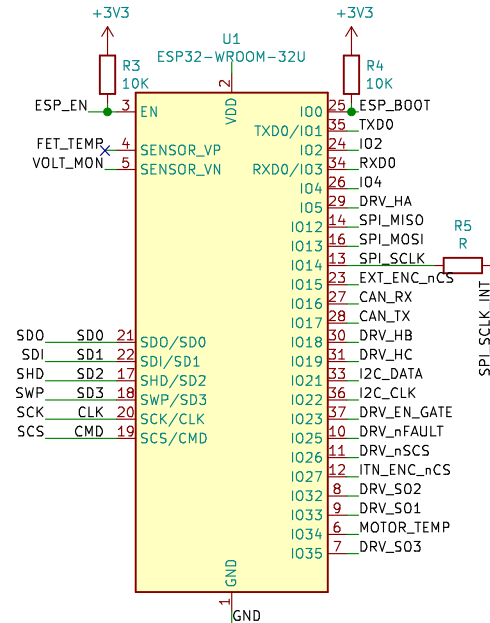 +3V3 +3V3
U1
ESP32-WROOM-32U
R3 10K
R4 10K
2 VDD
ESP_EN 3 EN
IO0 25 ESP_BOOT
TXD0/IO1 35 TXD0
FET_TEMP 4 SENSOR_VP
IO2 24 IO2
VOLT_MON 5 SENSOR_VN
RXD0/IO3 34 RXD0
IO4 26 IO4
IO5 29 DRV_HA
IO12 14 SPI_MISO
IO13 16 SPI_MOSI
IO14 13 SPI_SCLK
R5 R
SPI_SCLK_INT
IO15 23 EXT_ENC_nCS
IO16 27 CAN_RX
IO17 28 CAN_TX
SDO SD0 21 SDO/SD0
IO18 30 DRV_HB
SDI SD1 22 SDI/SD1
IO19 31 DRV_HC
SHD SD2 17 SHD/SD2
IO21 33 I2C_DATA
SWP SD3 18 SWP/SD3
IO22 36 I2C_CLK
SCK CLK 20 SCK/CLK
IO23 37 DRV_EN_GATE
SCS CMD 19 SCS/CMD
IO25 10 DRV_nFAULT
IO26 11 DRV_nSCS
IO27 12 ITN_ENC_nCS
IO32 8 DRV_SO2
IO33 9 DRV_SO1
IO34 6 MOTOR_TEMP
IO35 7 DRV_SO3
GND
1 GND